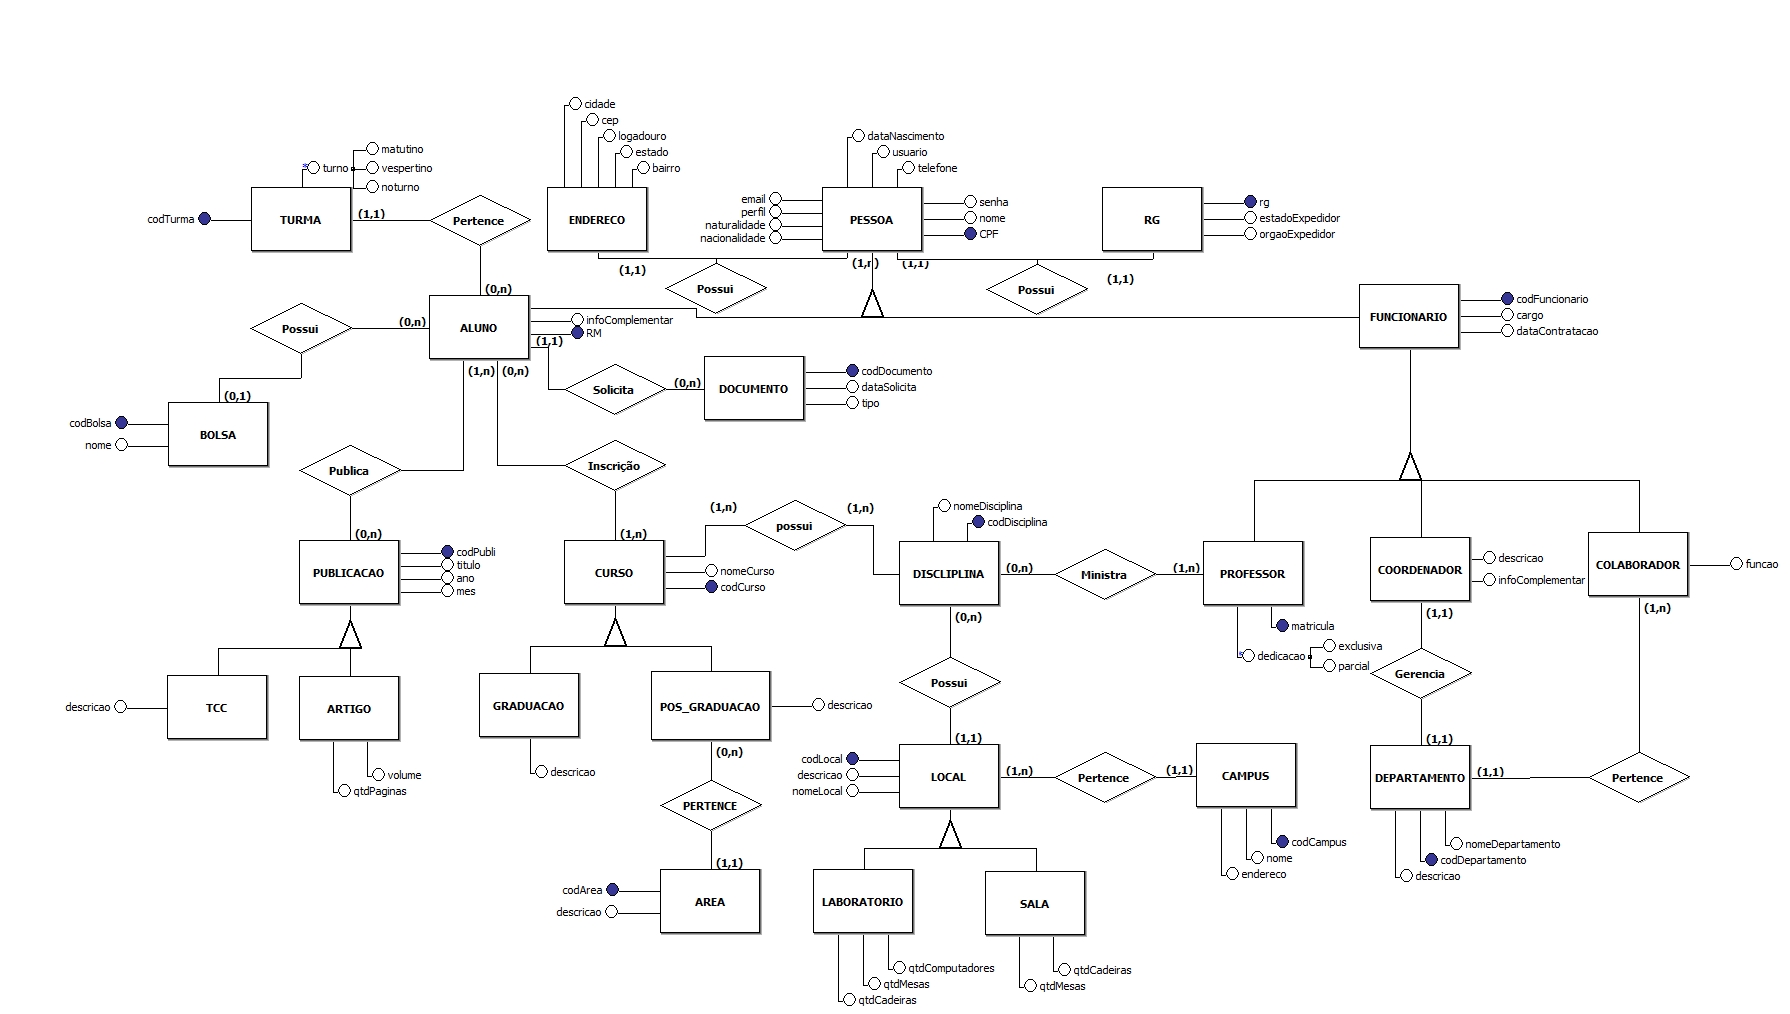 cidade
cep
logadouro
estado
bairro
dataNascimento
usuario
telefone
matutino
* turno
vespertino
noturno
codTurma
TURMA
(1,1)
Pertence
ENDERECO
email
perfil
naturalidade
nacionalidade
PESSOA
senha
nome
CPF
RG
rg
estadoExpedidor
orgaoExpedidor
(1,1)
(1,n)
(1,1)
(1,1)
Possui
Possui
(0,n)
ALUNO
infoComplementar
RM
(1,1)
FUNCIONARIO
codFuncionario
cargo
dataContratacao
Possui
(0,n)
(1,n)
(0,n)
Solicita
(0,n)
DOCUMENTO
codDocumento
dataSolicita
tipo
(0,1)
codBolsa
nome
BOLSA
Publica
Inscrição
(0,n)
(1,n)
(1,n)
possui
(1,n)
nomeDisciplina
codDisciplina
PUBLICACAO
codPubli
titulo
ano
mes
CURSO
nomeCurso
codCurso
DISCLIPLINA
(0,n)
Ministra
(1,n)
PROFESSOR
COORDENADOR
descricao
infoComplementar
COLABORADOR
funcao
(0,n)
(1,1)
(1,n)
matricula
* dedicacao
exclusiva
parcial
Gerencia
descricao
TCC
ARTIGO
volume
qtdPaginas
GRADUACAO
descricao
POS_GRADUACAO
descricao
(0,n)
PERTENCE
(1,1)
codArea
descricao
AREA
Possui
(1,1)
codLocal
descricao
nomeLocal
LOCAL
(1,n)
Pertence
(1,1)
CAMPUS
codCampus
nome
endereco
(1,1)
DEPARTAMENTO
(1,1)
Pertence
nomeDepartamento
codDepartamento
descricao
LABORATORIO
qtdComputadores
qtdMesas
qtdCadeiras
SALA
qtdCadeiras
qtdMesas